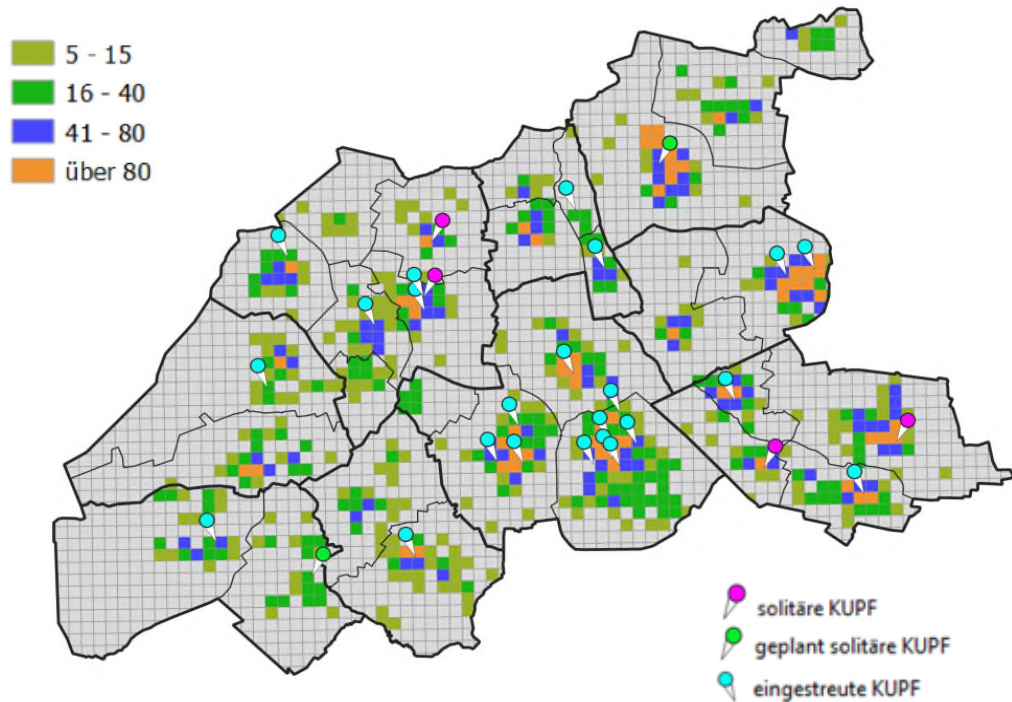 5 - 15
16 - 40
41 - 80
über 80
solitäre KUPF
geplant solitäre KUPF
eingestreute KUPF